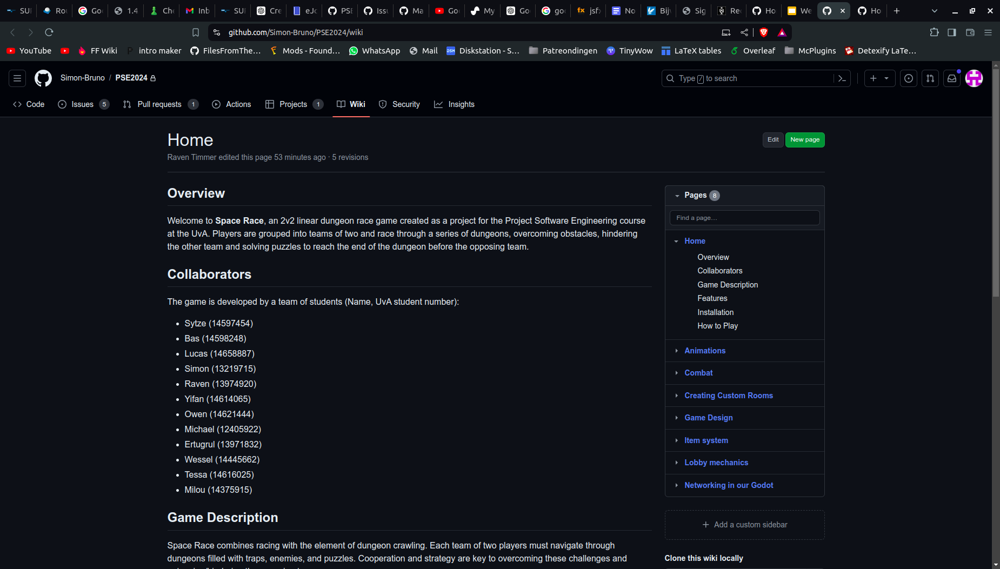 SUI
Rou
Goo
1.4
Che
Inb
SUI
Cre
eJo
PSE
Issu
Ma
Goo
My
Go
goo
jsfx
No
Bijv
Sig
Rec
Ho
We
Ho
github.com/Simon-Bruno/PSE2024/wiki
YouTube
FF Wiki
intro maker
FilesFromThe...
Mods - Found...
WhatsApp
Mail
Diskstation - S...
Patreondingen
TinyWow
LaTeX tables
Overleaf
McPlugins
Detexify LaTe...
Simon-Bruno / PSE2024
Type / to search
Code
Issues 5
Pull requests 1
Actions
Projects 1
Wiki
Security
Insights
Home
Edit
New page
Raven Timmer edited this page 53 minutes ago · 5 revisions
Overview
Welcome to Space Race, an 2v2 linear dungeon race game created as a project for the Project Software Engineering course
at the UvA. Players are grouped into teams of two and race through a series of dungeons, overcoming obstacles, hindering
the other team and solving puzzles to reach the end of the dungeon before the opposing team.
Collaborators
The game is developed by a team of students (Name, UvA student number):
• Sytze (14597454)
• Bas (14598248)
• Lucas (14658887)
• Simon (13219715)
• Raven (13974920)
• Yifan (14614065)
• Owen (14621444)
• Michael (12405922)
• Ertugrul (13971832)
• Wessel (14445662)
• Tessa (14616025)
• Milou (14375915)
Game Description
Space Race combines racing with the element of dungeon crawling. Each team of two players must navigate through
dungeons filled with traps, enemies, and puzzles. Cooperation and strategy are key to overcoming these challenges and
Pages 8
Find a page...
Home
Overview
Collaborators
Game Description
Features
Installation
How to Play
Animations
Combat
Creating Custom Rooms
Game Design
Item system
Lobby mechanics
Networking in our Godot
Add a custom sidebar
Clone this wiki locally